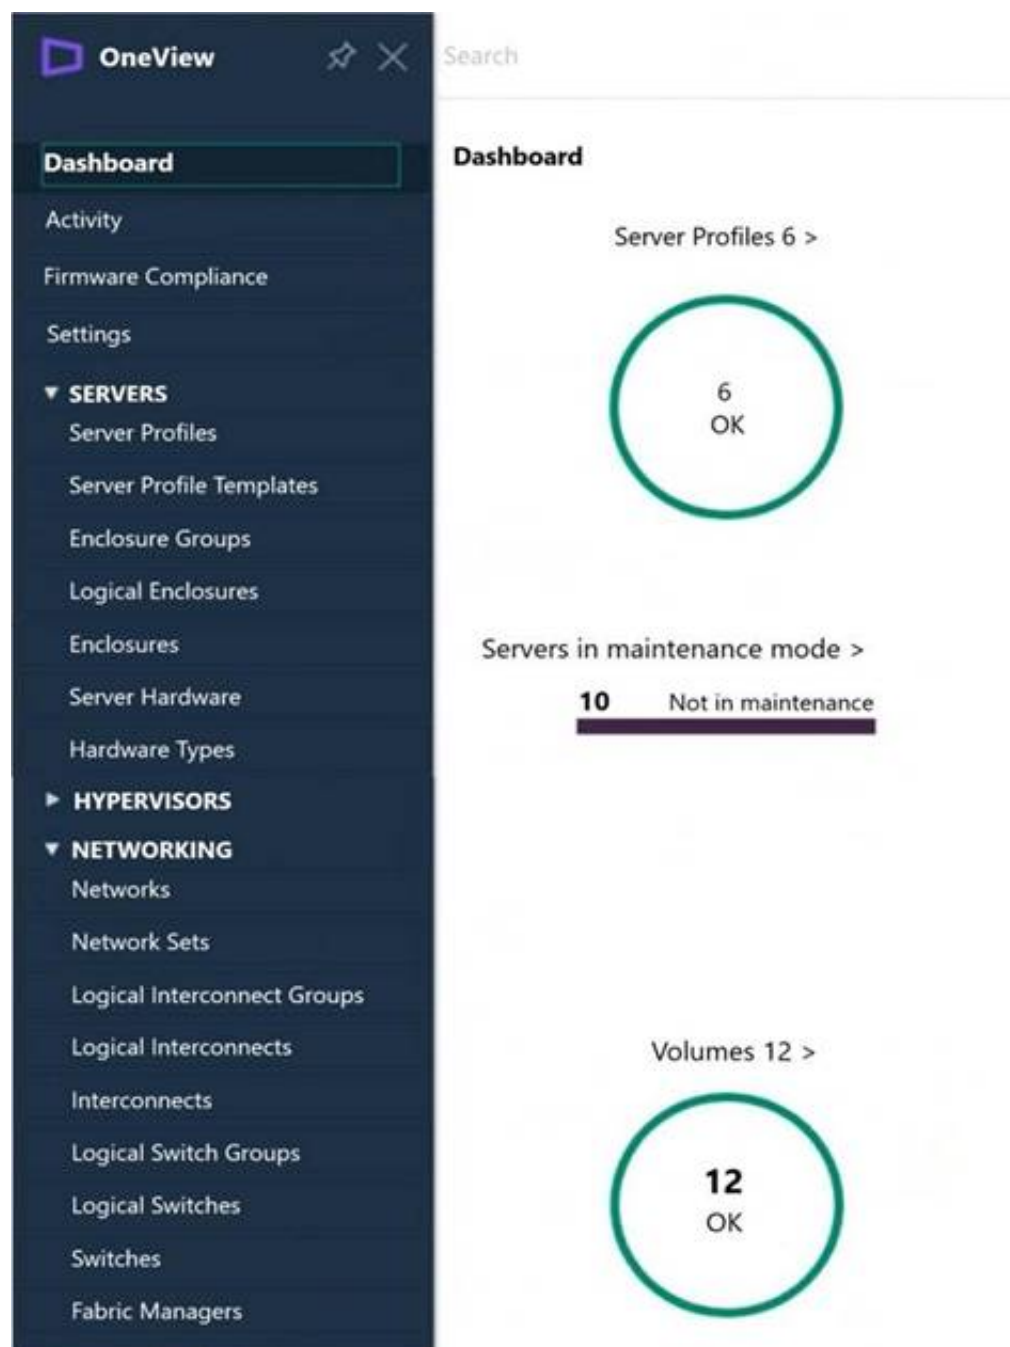 OneView
Search
Dashboard
Activity
Firmware Compliance
Settings
SERVERS
Server Profiles
Server Profile Templates
Enclosure Groups
Logical Enclosures
Enclosures
Server Hardware
Hardware Types
HYPERVISORS
NETWORKING
Networks
Network Sets
Logical Interconnect Groups
Logical Interconnects
Interconnects
Logical Switch Groups
Logical Switches
Switches
Fabric Managers
Dashboard
Server Profiles 6 >
6
OK
Servers in maintenance mode >
10 Not in maintenance
Volumes 12 >
12
OK